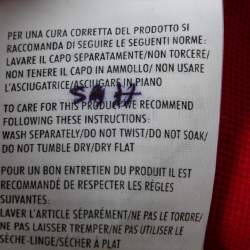 PER UNA CURA CORRETTA DEL PRODOTTO SI
RACCOMANDA DI SEGUIRE LE SEGUENTI NORME:
LAVARE IL CAPO SEPARATAMENTE/NON TORCERE/
NON TENERE IL CAPO IN AMMOLLO/ NON USARE
L'ASCIUGATRICE/ASCIUGARE IN PIANO
TO CARE FOR THIS PRODUCT WE RECOMMEND
FOLLOWING THESE INSTRUCTIONS:
WASH SEPARATELY/DO NOT TWIST/DO NOT SOAK/
DO NOT TUMBLE DRY/DRY FLAT
POUR UN BON ENTRETIEN DU PRODUIT IL EST
RECOMMANDÉ DE RESPECTER LES RÈGLES
SUIVANTES:
LAVER L'ARTICLE SÉPARÉMENT/NE PAS LE TORDRE/
NE PAS LAISSER TREMPER/NE PAS UTILISER LE
SÈCHE-LINGE/SÉCHER À PLAT